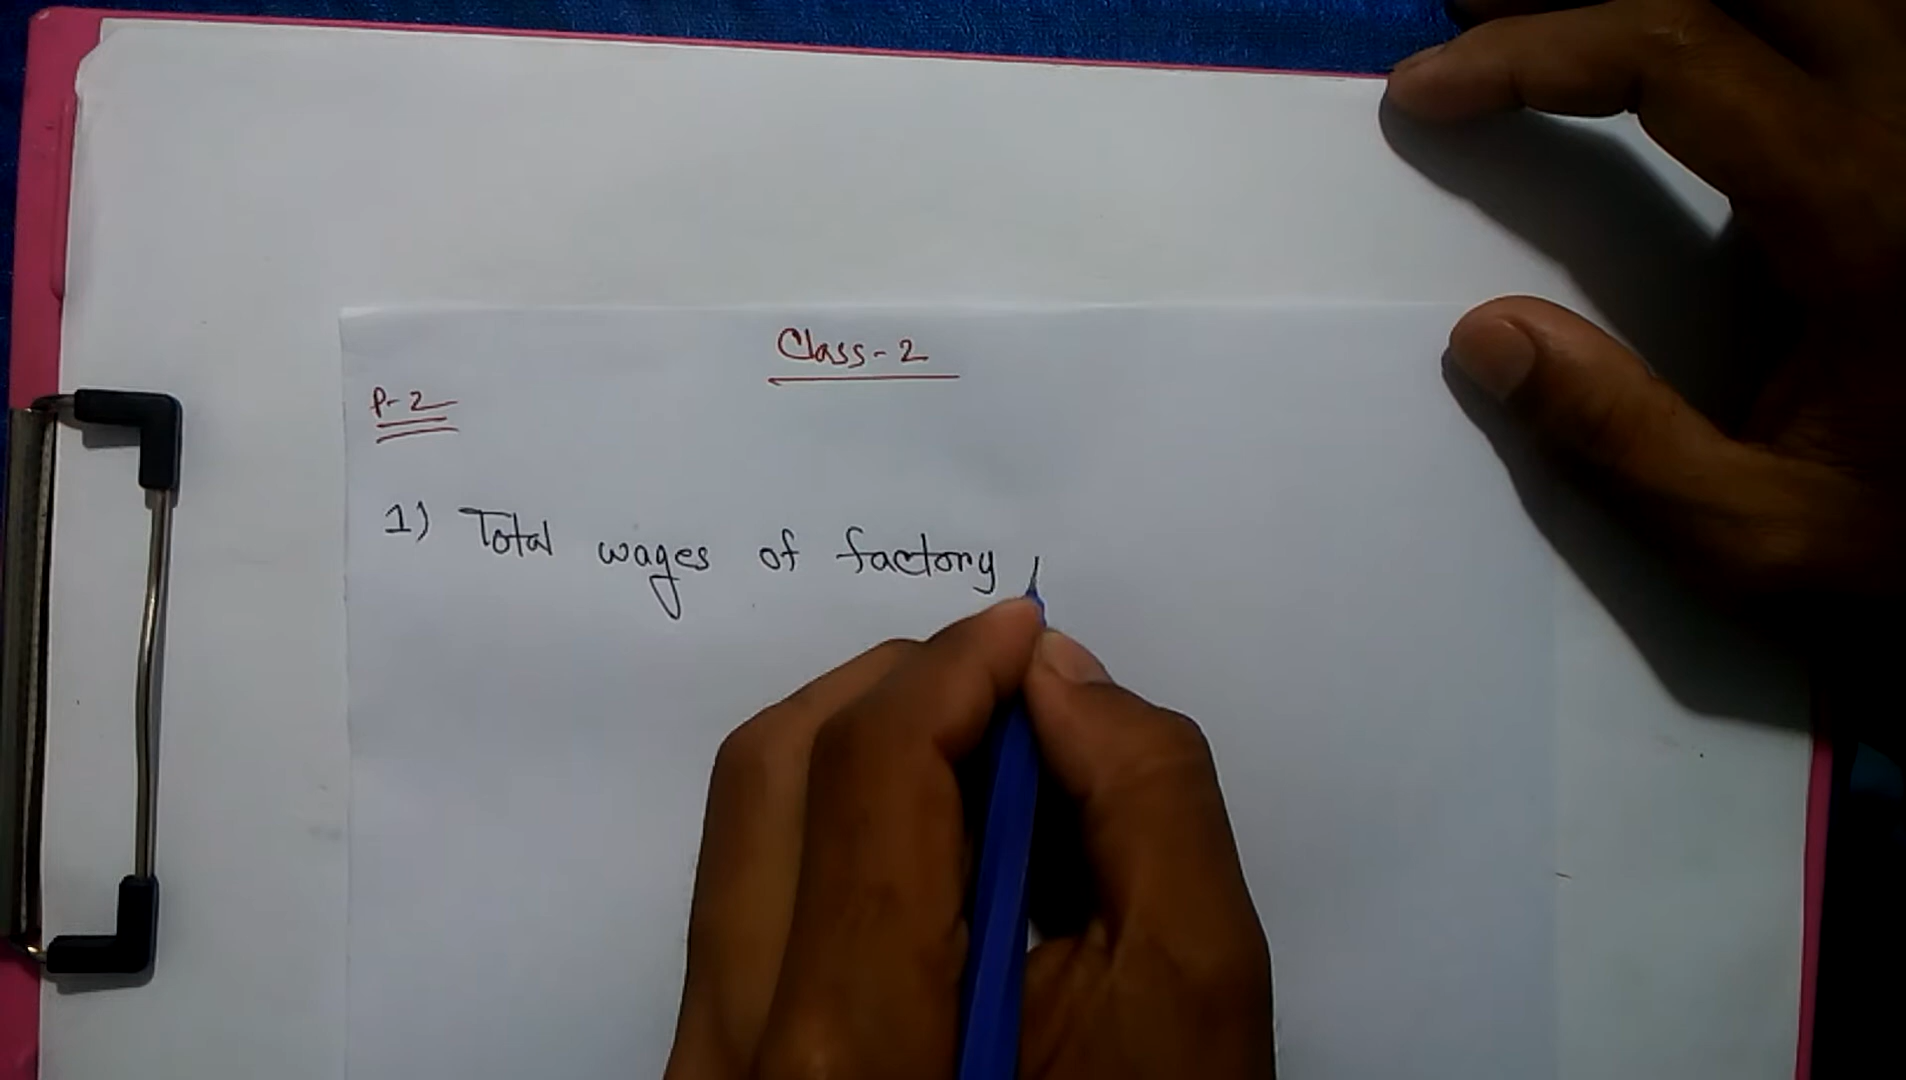 Class-2
P-2
1) Total wages of factory